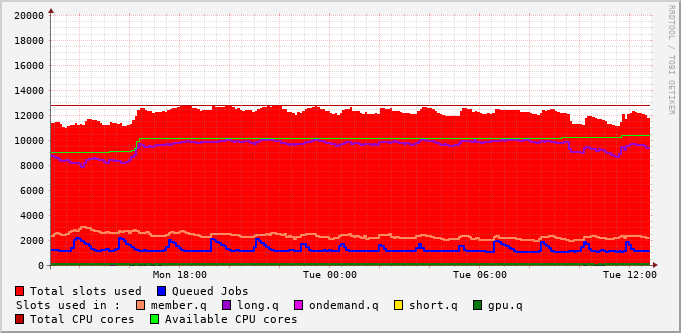 RRDTOOL / TOBI OETIKER
20000
18000
16000
14000
12000
10000
8000
6000
4000
2000
0
Mon 18:00 Tue 00:00 Tue 06:00 Tue 12:00
Total slots used Queued Jobs
Slots used in : member.q long.q ondemand.q short.q gpu.q
Total CPU cores Available CPU cores